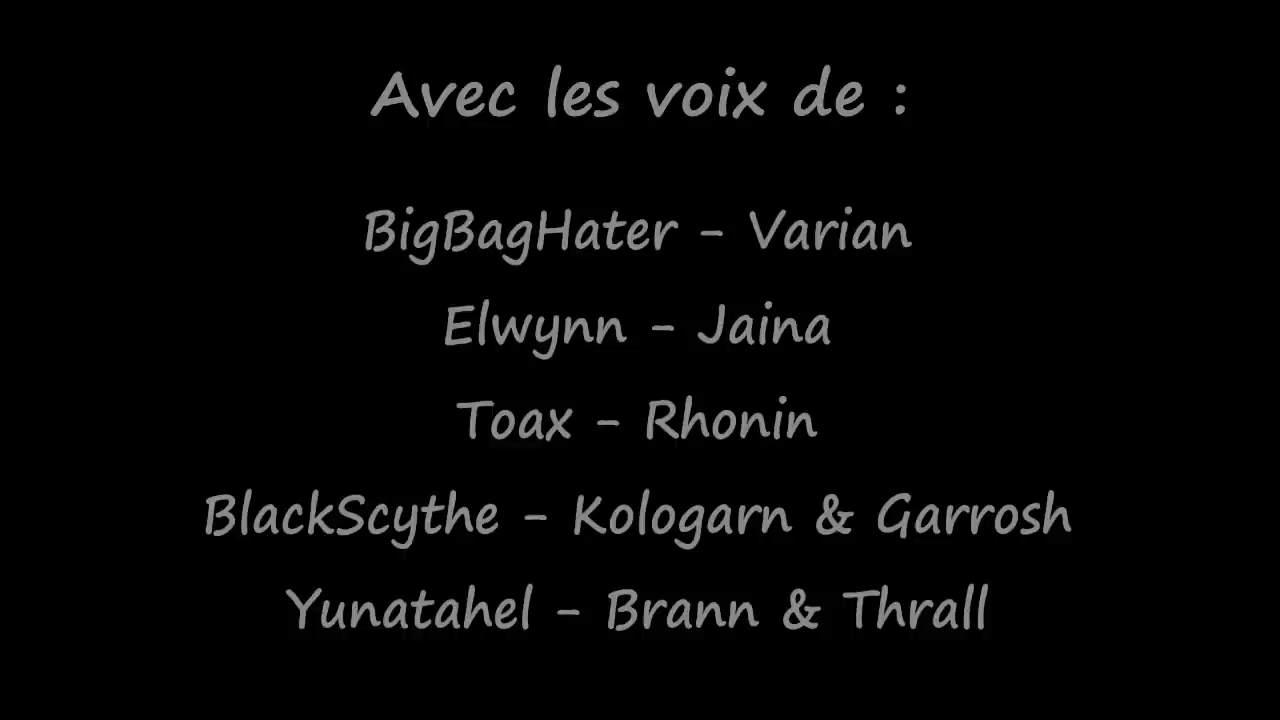 Avec les voix de :
BigBagHater - Varian
Elwynn - Jaina
Toax - Rhonin
BlackScythe - Kologarn & Garrosh
Yunatahel - Brann & Thrall